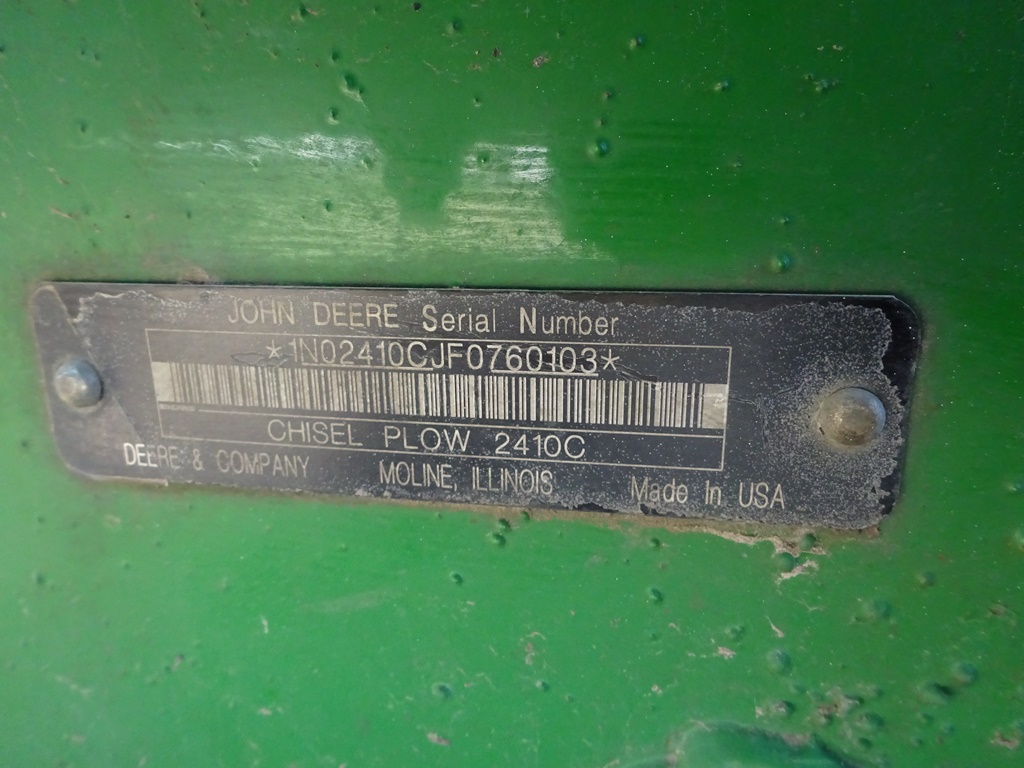 JOHN DEERE Serial Number
*1N02410CJF0760103*
CHISEL PLOW 2410C
DEERE & COMPANY MOLINE, ILLINOIS Made In USA